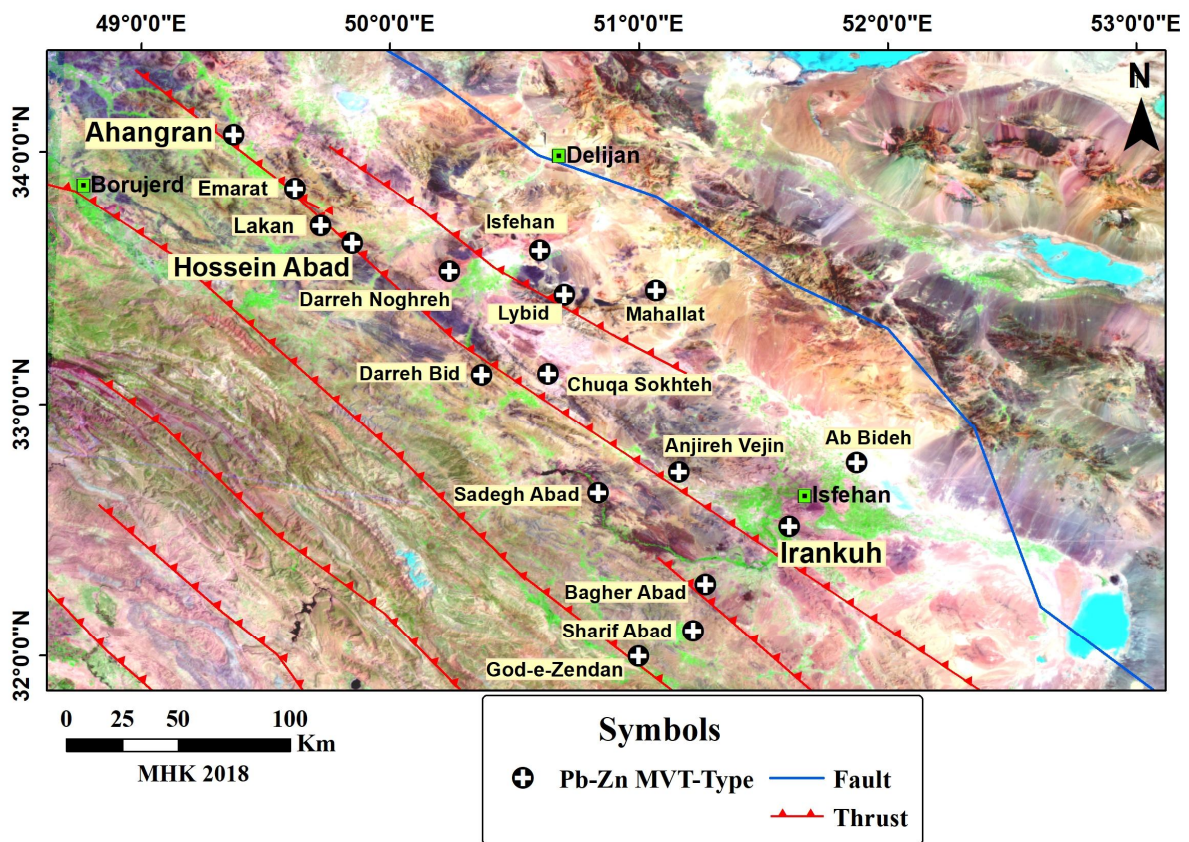 49°0'0"E 50°0'0"E 51°0'0"E 52°0'0"E 53°0'0"E
N
34°0'0"N
33°0'0"N
32°0'0"N
Ahangran
Delijan
Borujerd
Emarat
Lakan
Isfehan
Hossein Abad
Darreh Noghreh
Lybid
Mahallat
Darreh Bid
Chuqa Sokhteh
Anjireh Vejin
Ab Bideh
Sadegh Abad
Isfehan
Irankuh
Bagher Abad
Sharif Abad
God-e-Zendan
0 25 50 100
Km
MHK 2018
Symbols
Pb-Zn MVT-Type
Fault
Thrust